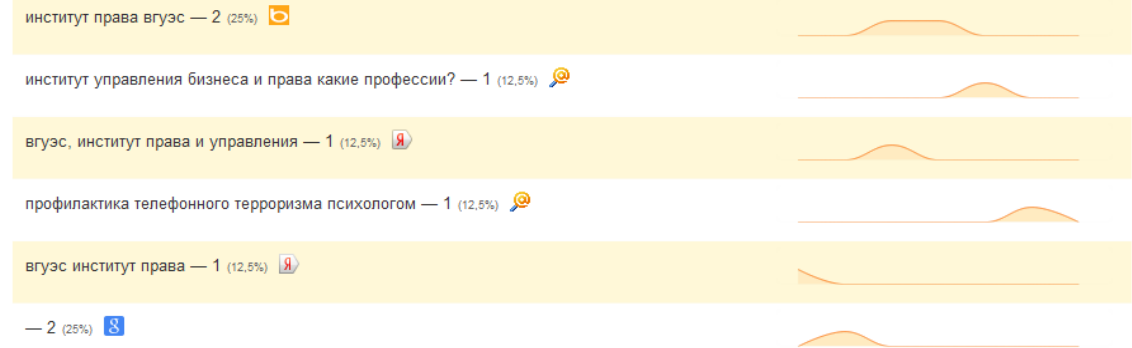 институт права вгуэс — 2 (25%)
институт управления бизнеса и права какие профессии? — 1 (12,5%)
вгуэс, институт права и управления — 1 (12,5%) Я
профилактика телефонного терроризма психологом — 1 (12,5%)
вгуэс институт права — 1 (12,5%) Я
— 2 (25%) 8